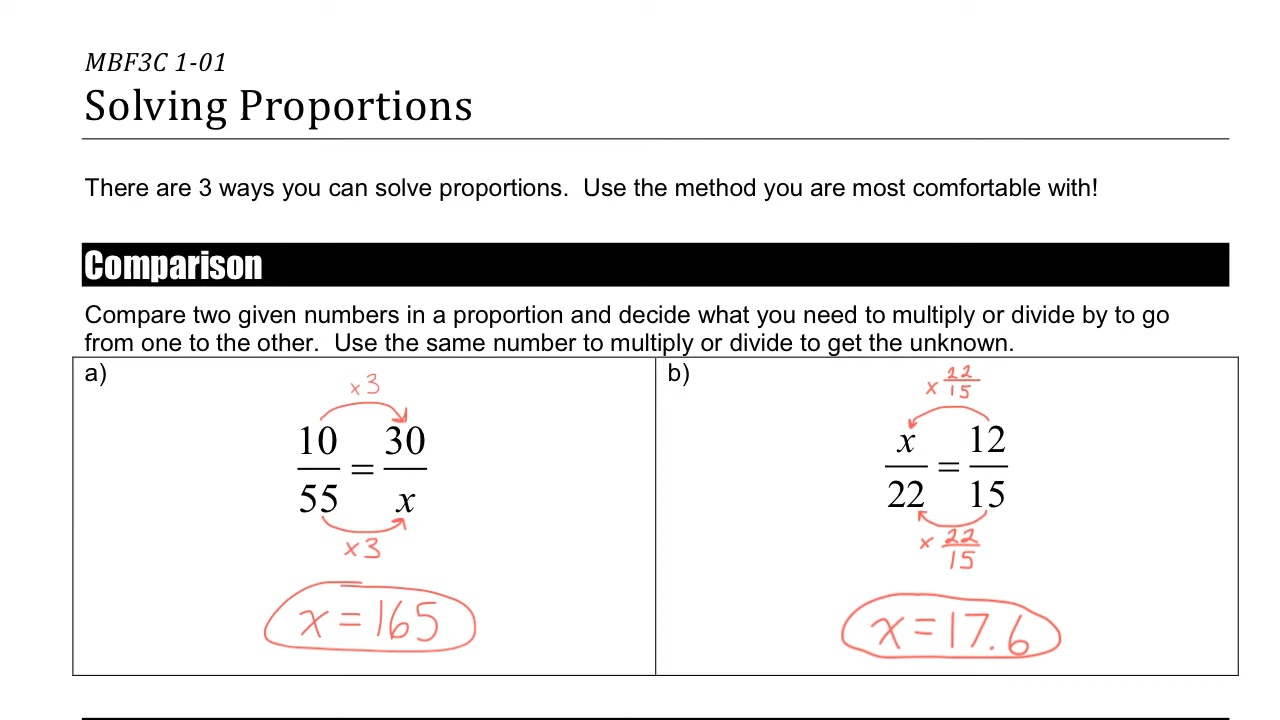 MBF3C 1-01
Solving Proportions
There are 3 ways you can solve proportions.  Use the method you are most comfortable with!
Comparison
Compare two given numbers in a proportion and decide what you need to multiply or divide by to go
from one to the other.  Use the same number to multiply or divide to get the unknown.
a)
×3
10/55 = 30/x
×3
x = 165
b)
× 22/15
x/22 = 12/15
× 22/15
x = 17.6